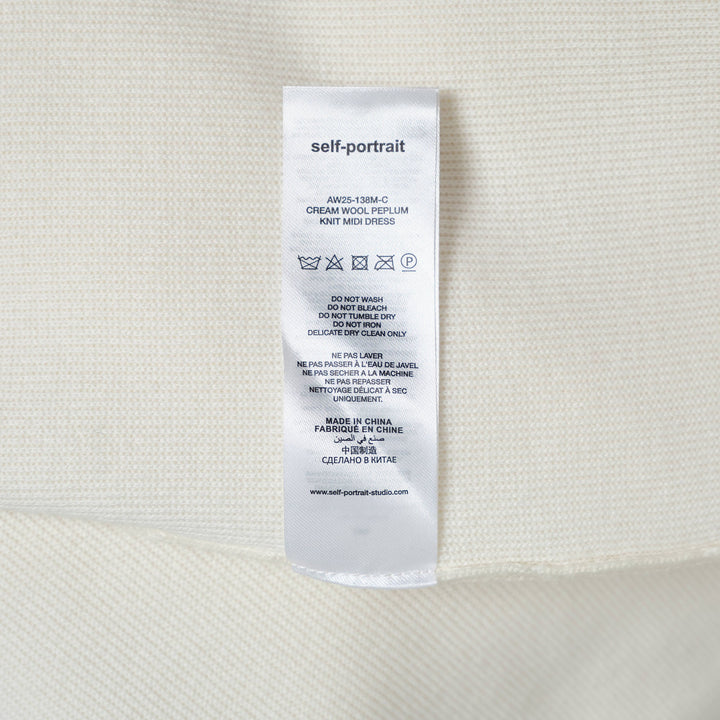 self-portrait
AW25-138M-C
CREAM WOOL PEPLUM
KNIT MIDI DRESS
P
DO NOT WASH
DO NOT BLEACH
DO NOT TUMBLE DRY
DO NOT IRON
DELICATE DRY CLEAN ONLY
NE PAS LAVER
NE PAS PASSER À L'EAU DE JAVEL
NE PAS SECHER A LA MACHINE
NE PAS REPASSER
NETTOYAGE DÉLICAT À SEC
UNIQUEMENT.
MADE IN CHINA
FABRIQUÉ EN CHINE
صنع في الصين
中国制造
СДЕЛАНО В КИТАЕ
www.self-portrait-studio.com